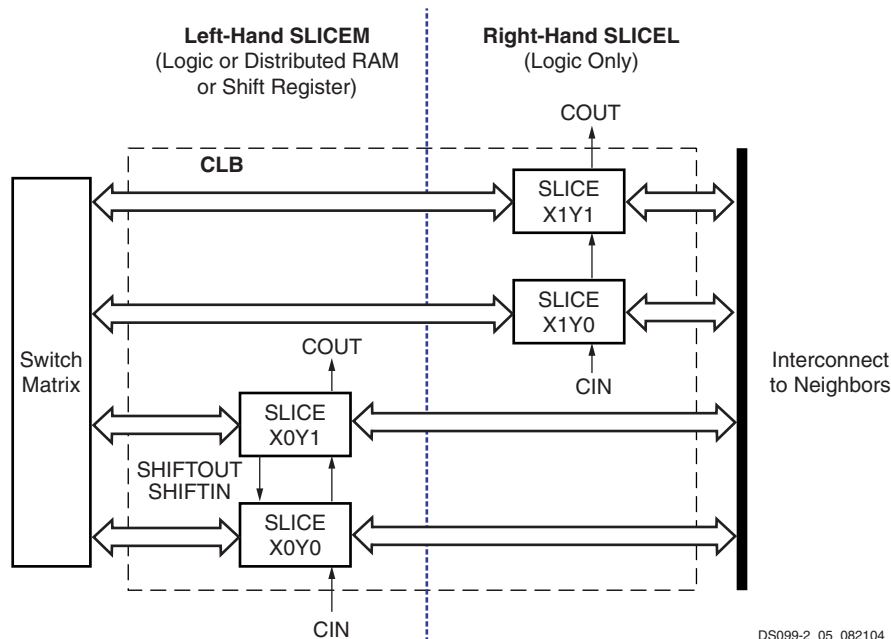 Left-Hand SLICEM
(Logic or Distributed RAM
or Shift Register)
Right-Hand SLICEL
(Logic Only)
COUT
CLB
SLICE
X1Y1
SLICE
X1Y0
Switch
Matrix
COUT
CIN
Interconnect
to Neighbors
SLICE
X0Y1
SHIFTOUT
SHIFTIN
SLICE
X0Y0
CIN
DS099-2_05_082104